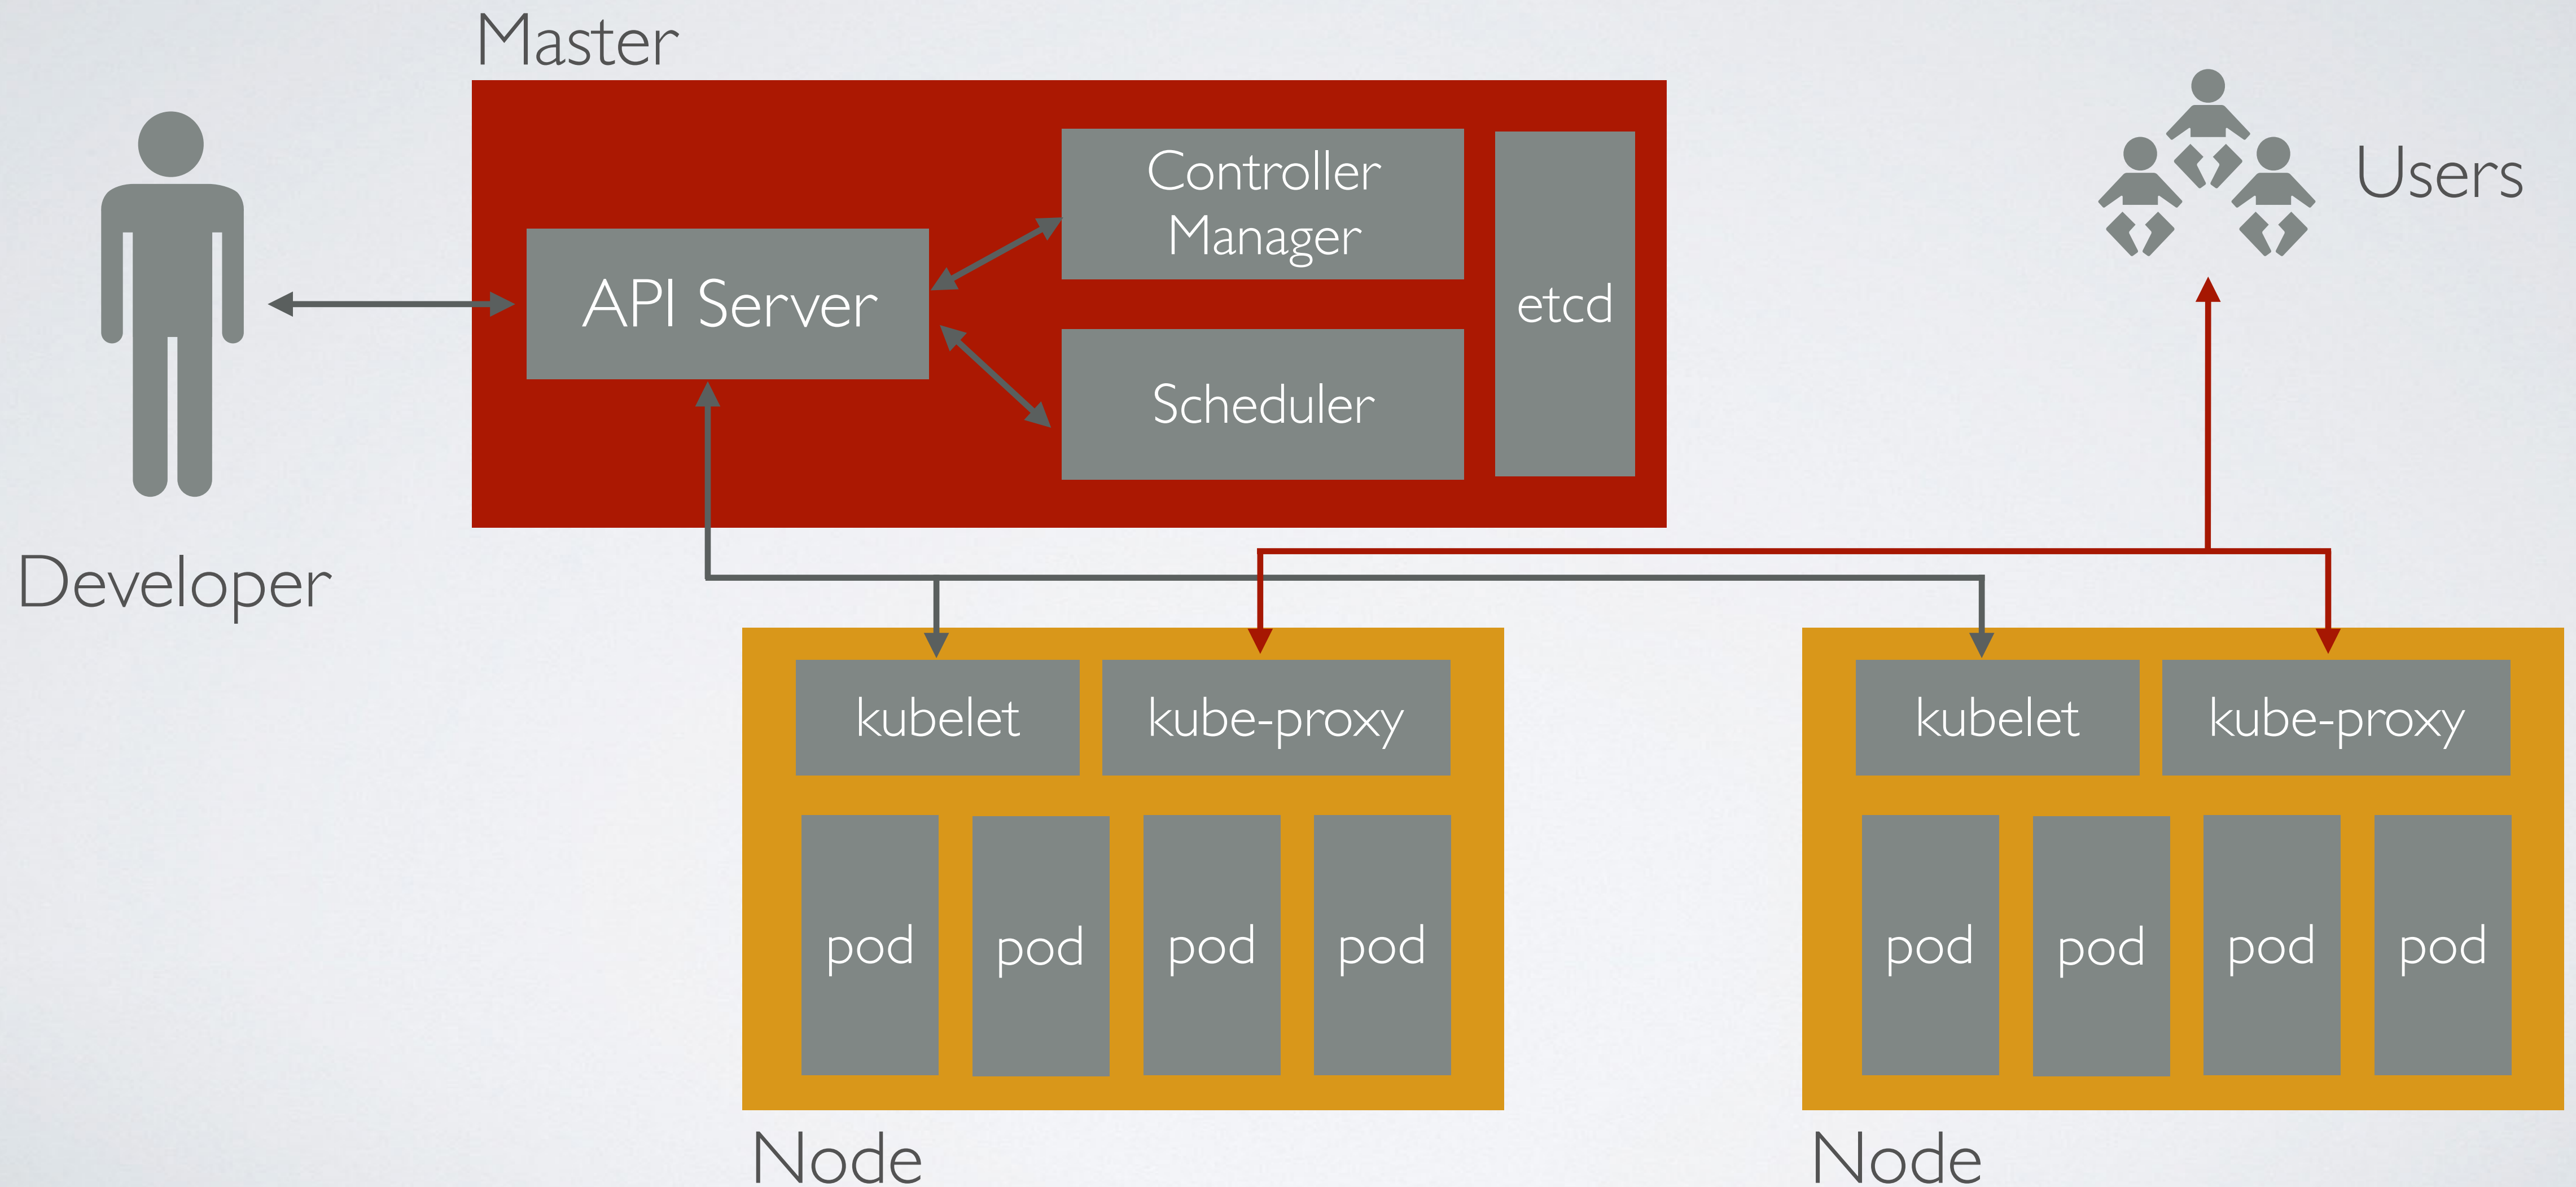 Master
Controller
Manager
API Server
Scheduler
etcd
Users
Developer
kubelet
kube-proxy
pod
pod
pod
pod
Node
kubelet
kube-proxy
pod
pod
pod
pod
Node